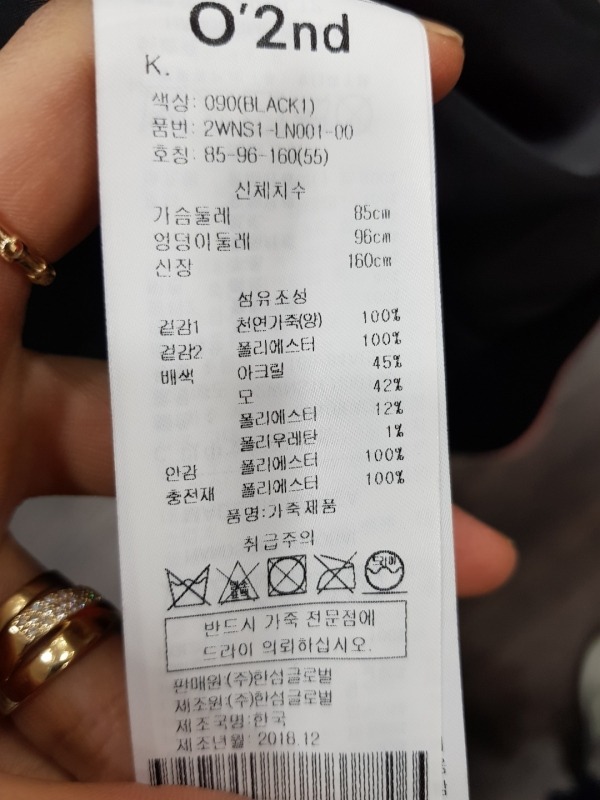 O'2nd
K.
색상: 090(BLACK1)
품번: 2WNS1-LN001-00
호칭: 85-96-160(55)
신체치수
가슴둘레 85cm
엉덩이둘레 96cm
신장 160cm
섬유조성
겉감1 천연가죽(양) 100%
겉감2 폴리에스터 100%
배색 아크릴 45%
모 42%
폴리에스터 12%
폴리우레탄 1%
안감 폴리에스터 100%
충전재 폴리에스터 100%
품명:가죽제품
취급주의
드라이
반드시 가죽 전문점에
드라이 의뢰하십시오.
판매원:(주)한섬글로벌
제조원:(주)한섬글로벌
제조국명:한국
제조년월: 2018.12